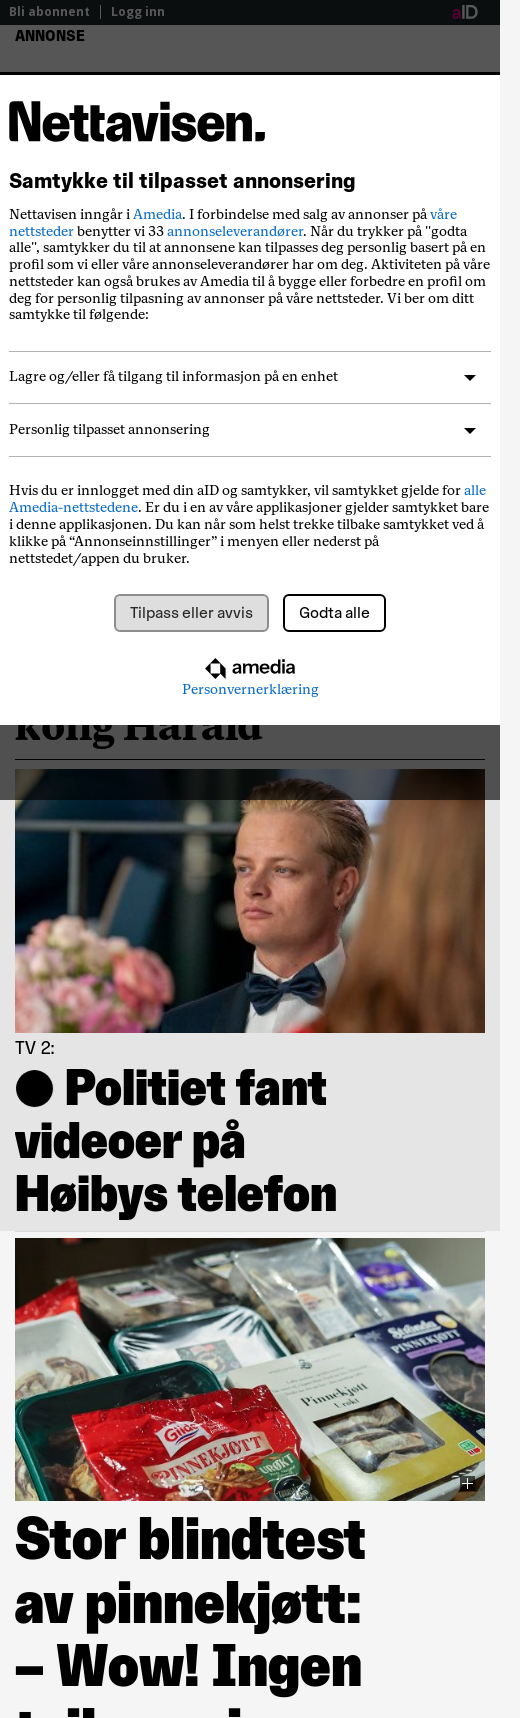 Bli abonnent | Logg inn aID
ANNONSE
Nettavisen.
Samtykke til tilpasset annonsering
Nettavisen inngår i Amedia. I forbindelse med salg av annonser på våre
nettsteder benytter vi 33 annonseleverandører. Når du trykker på "godta
alle", samtykker du til at annonsene kan tilpasses deg personlig basert på en
profil som vi eller våre annonseleverandører har om deg. Aktiviteten på våre
nettsteder kan også brukes av Amedia til å bygge eller forbedre en profil om
deg for personlig tilpasning av annonser på våre nettsteder. Vi ber om ditt
samtykke til følgende:
Lagre og/eller få tilgang til informasjon på en enhet
Personlig tilpasset annonsering
Hvis du er innlogget med din aID og samtykker, vil samtykket gjelde for alle
Amedia-nettstedene. Er du i en av våre applikasjoner gjelder samtykket bare
i denne applikasjonen. Du kan når som helst trekke tilbake samtykket ved å
klikke på “Annonseinnstillinger” i menyen eller nederst på
nettstedet/appen du bruker.
Tilpass eller avvis
Godta alle
amedia
Personvernerklæring
kong Harald
TV 2:
Politiet fant
videoer på
Høibys telefon
Strända
PINNEKJØTT
Pinnekjøtt
Urøkt
Gilde
PINNEKJØTT
URØKT
Stor blindtest
av pinnekjøtt:
– Wow! Ingen